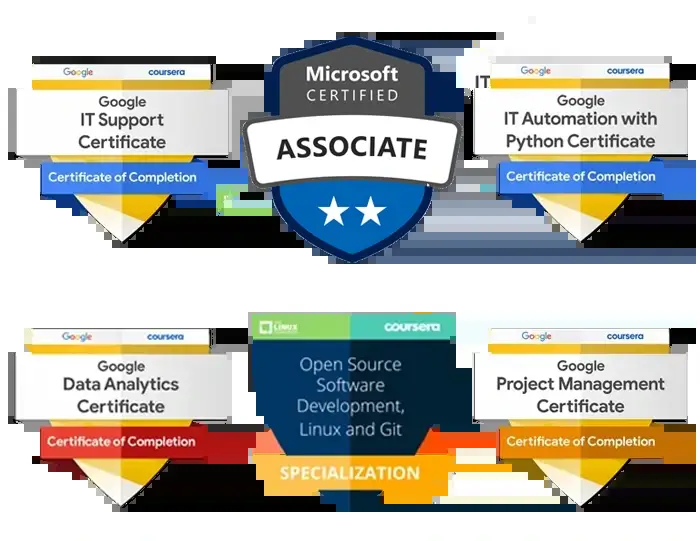 Google coursera
Google
IT Support
Certificate
Certificate of Completion
Microsoft
CERTIFIED
ASSOCIATE
IT
Google coursera
Google
IT Automation with
Python Certificate
Certificate of Completion
Google coursera
Google
Data Analytics
Certificate
Certificate of Completion
LINUX coursera
Open Source
Software
Development,
Linux and Git
SPECIALIZATION
Google coursera
Google
Project Management
Certificate
Certificate of Completion